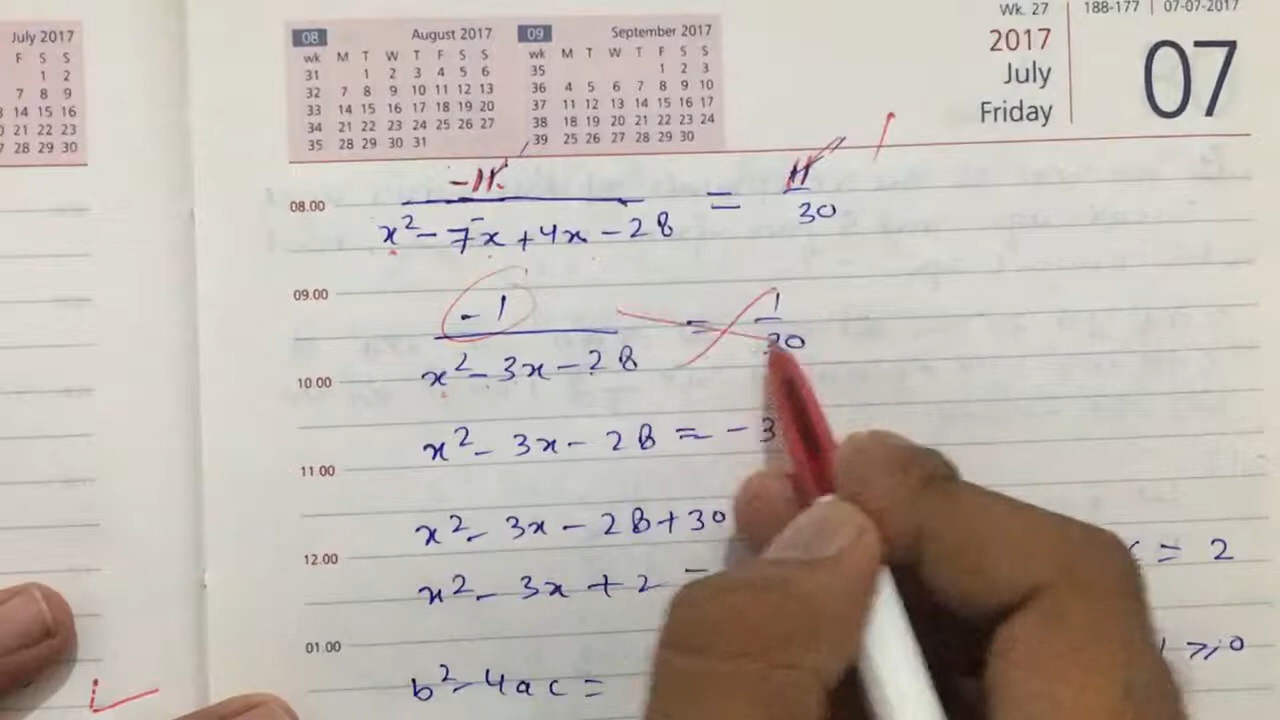 July 2017
F S S
1 2
7 8 9
14 15 16
21 22 23
28 29 30
08 August 2017
wk M T W T F S S
31 1 2 3 4 5 6
32 7 8 9 10 11 12 13
33 14 15 16 17 18 19 20
34 21 22 23 24 25 26 27
35 28 29 30 31
09 September 2017
wk M T W T F S S
35 1 2 3
36 4 5 6 7 8 9 10
37 11 12 13 14 15 16 17
38 18 19 20 21 22 23 24
39 25 26 27 28 29 30
Wk. 27 188-177 | 07-07-2017
2017
July
Friday
07
-11 / x² - 7x + 4x - 28 = 11 / 30
08.00
09.00
-1 / x² - 3x - 28 = 1 / 30
10.00
x² - 3x - 28 = - 3
11.00
x² - 3x - 28 + 30
12.00
x² - 3x + 2 = c = 2
01.00
1 ≥ 0
b² - 4ac =